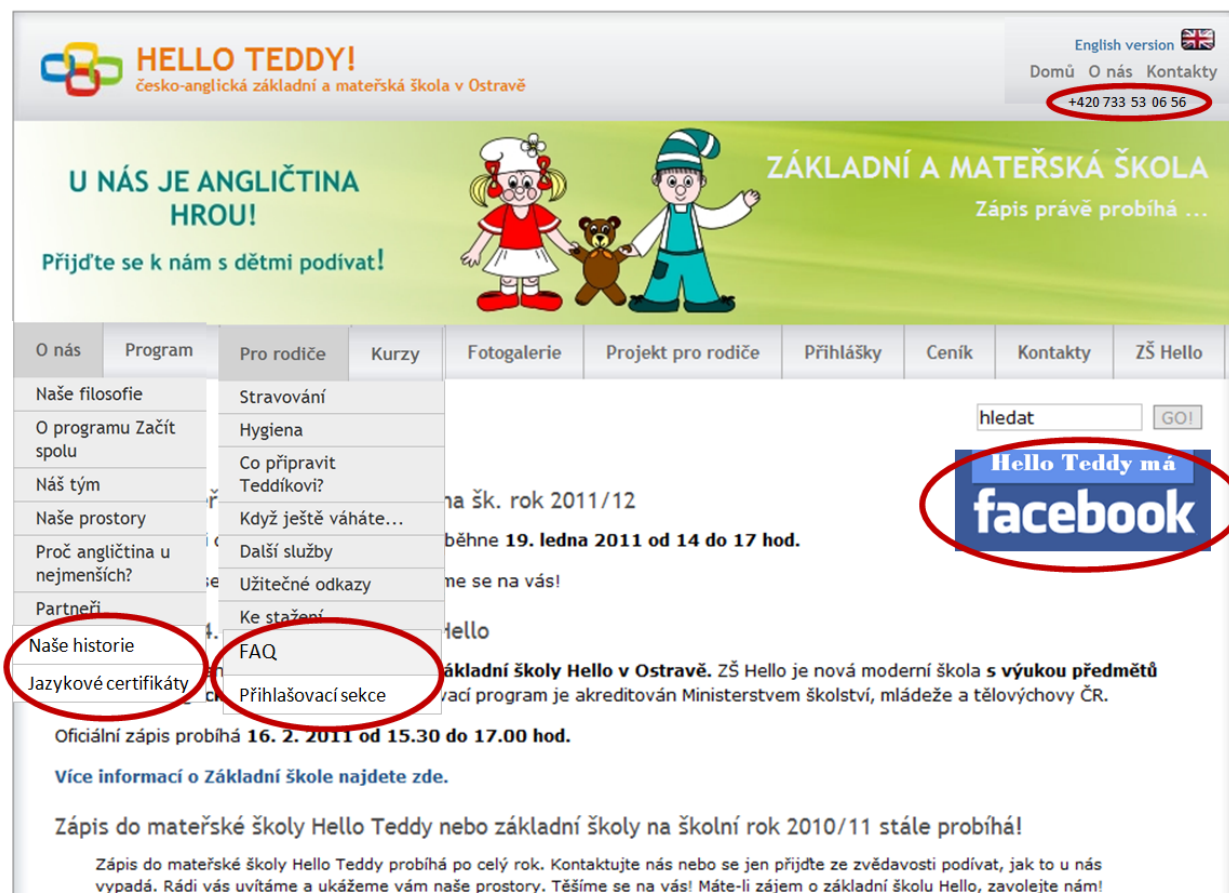 HELLO TEDDY!
česko-anglická základní a mateřská škola v Ostravě
English version
Domů O nás Kontakty
+420 733 53 06 56
U NÁS JE ANGLIČTINA
HROU!
Přijďte se k nám s dětmi podívat!
ZÁKLADNÍ A MATEŘSKÁ ŠKOLA
Zápis právě probíhá ...
O nás Program Pro rodiče Kurzy Fotogalerie Projekt pro rodiče Přihlášky Ceník Kontakty ZŠ Hello
Naše filosofie
O programu Začít
spolu
Náš tým
Naše prostory
Proč angličtina u
nejmenších?
Partneři
Naše historie
Jazykové certifikáty
Stravování
Hygiena
Co připravit
Teddíkovi?
Když ještě váháte...
Další služby
Užitečné odkazy
Ke stažení
FAQ
Přihlašovací sekce
hledat GO!
Hello Teddy má
facebook
na šk. rok 2011/12
běhne 19. ledna 2011 od 14 do 17 hod.
me se na vás!
Hello
ákladní školy Hello v Ostravě. ZŠ Hello je nová moderní škola s výukou předmětů
vací program je akreditován Ministerstvem školství, mládeže a tělovýchovy ČR.
Oficiální zápis probíhá 16. 2. 2011 od 15.30 do 17.00 hod.
Více informací o Základní škole najdete zde.
Zápis do mateřské školy Hello Teddy nebo základní školy na školní rok 2010/11 stále probíhá!
Zápis do mateřské školy Hello Teddy probíhá po celý rok. Kontaktujte nás nebo se jen přijďte ze zvědavosti podívat, jak to u nás
vypadá. Rádi vás uvítáme a ukážeme vám naše prostory. Těšíme se na vás! Máte-li zájem o základní školu Hello, zavolejte nám!